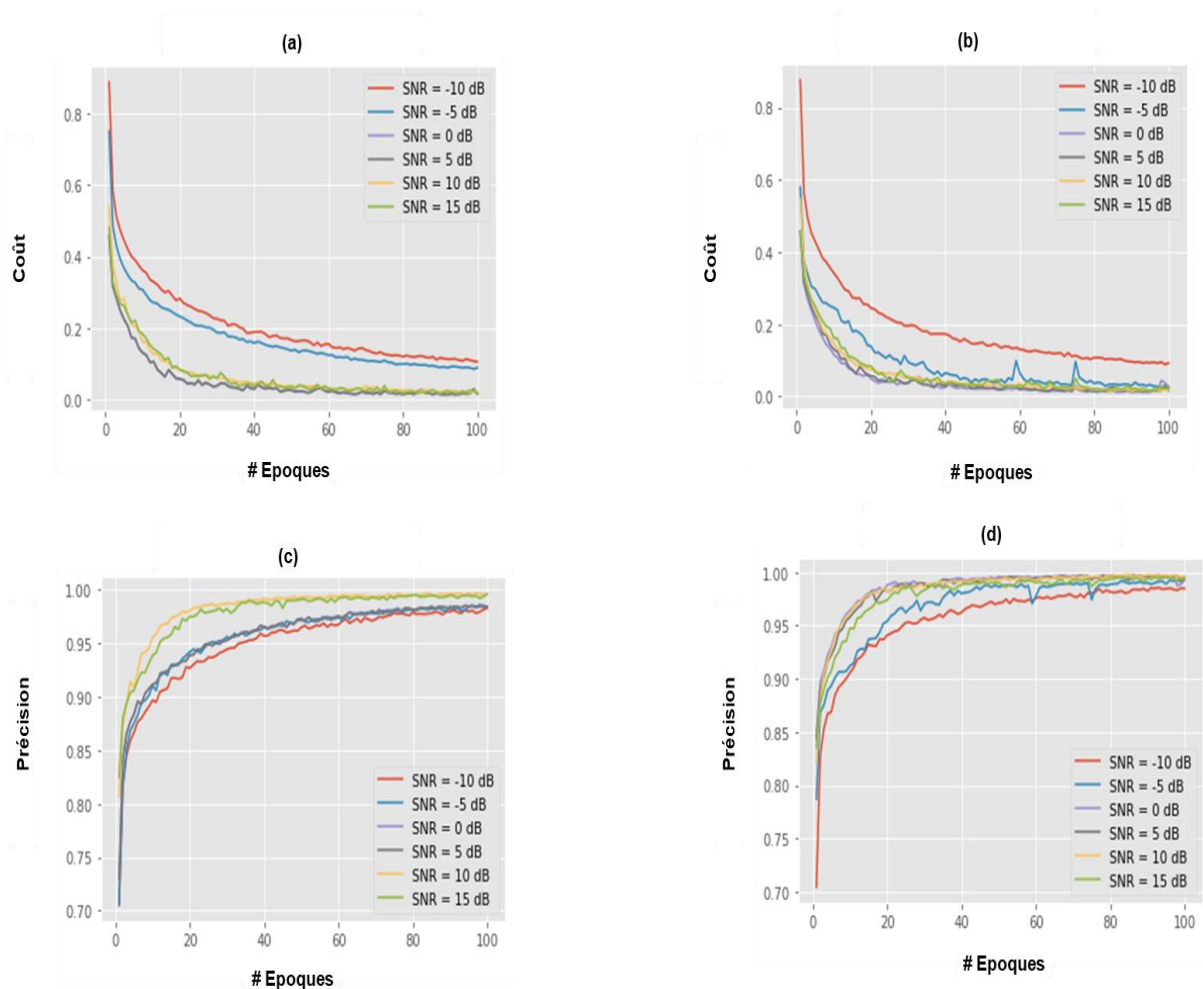 (a)
0.8
0.6
0.4
0.2
0.0
Coût
SNR = -10 dB
SNR = -5 dB
SNR = 0 dB
SNR = 5 dB
SNR = 10 dB
SNR = 15 dB
0 20 40 60 80 100
# Epoques
(b)
0.8
0.6
0.4
0.2
0.0
Coût
SNR = -10 dB
SNR = -5 dB
SNR = 0 dB
SNR = 5 dB
SNR = 10 dB
SNR = 15 dB
0 20 40 60 80 100
# Epoques
(c)
1.00
0.95
0.90
0.85
0.80
0.75
0.70
Précision
SNR = -10 dB
SNR = -5 dB
SNR = 0 dB
SNR = 5 dB
SNR = 10 dB
SNR = 15 dB
0 20 40 60 80 100
# Epoques
(d)
1.00
0.95
0.90
0.85
0.80
0.75
0.70
Précision
SNR = -10 dB
SNR = -5 dB
SNR = 0 dB
SNR = 5 dB
SNR = 10 dB
SNR = 15 dB
0 20 40 60 80 100
# Epoques